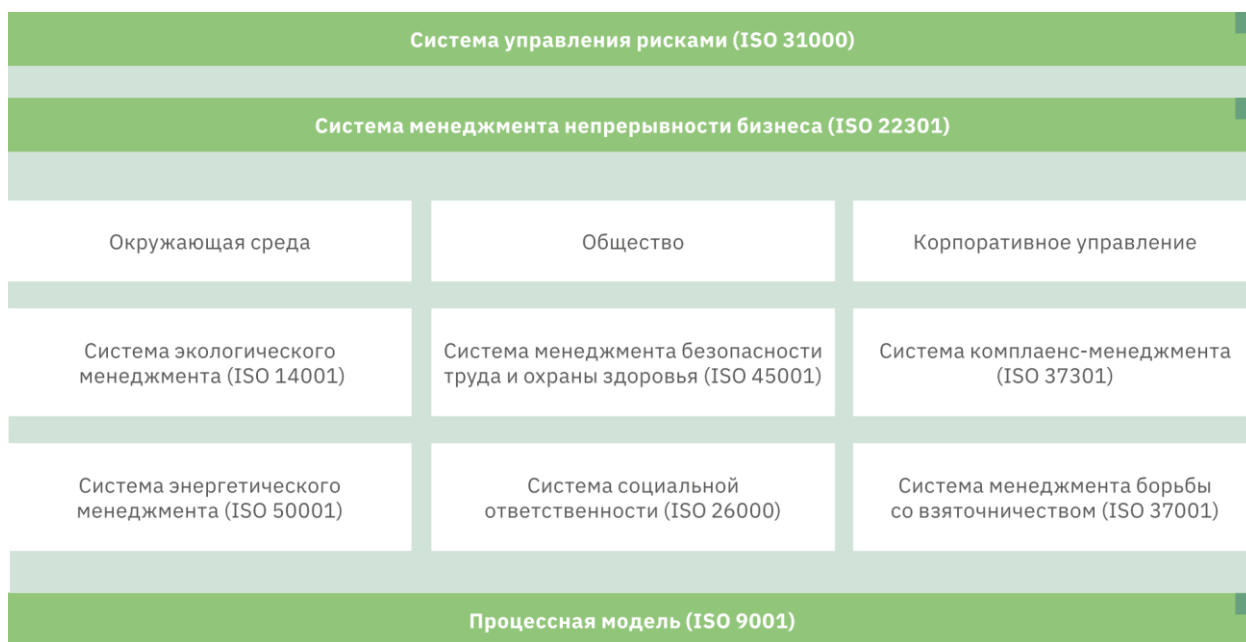 Система управления рисками (ISO 31000)
Система менеджмента непрерывности бизнеса (ISO 22301)
Окружающая среда
Общество
Корпоративное управление
Система экологического
менеджмента (ISO 14001)
Система менеджмента безопасности
труда и охраны здоровья (ISO 45001)
Система комплаенс-менеджмента
(ISO 37301)
Система энергетического
менеджмента (ISO 50001)
Система социальной
ответственности (ISO 26000)
Система менеджмента борьбы
со взяточничеством (ISO 37001)
Процессная модель (ISO 9001)